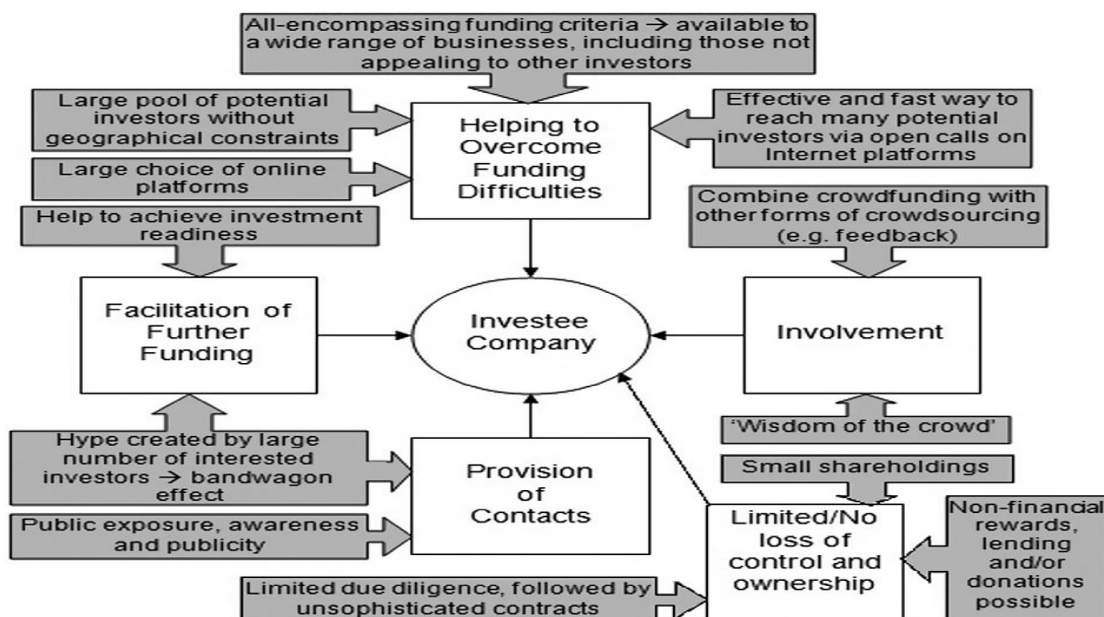 All-encompassing funding criteria → available to
a wide range of businesses, including those not
appealing to other investors
Large pool of potential
investors without
geographical constraints
Helping to
Overcome
Funding
Difficulties
Effective and fast way to
reach many potential
investors via open calls on
Internet platforms
Large choice of online
platforms
Help to achieve investment
readiness
Combine crowdfunding with
other forms of crowdsourcing
(e.g. feedback)
Facilitation of
Further
Funding
Investee
Company
Involvement
Hype created by large
number of interested
investors → bandwagon
effect
Provision
of
Contacts
'Wisdom of the crowd'
Small shareholdings
Public exposure, awareness
and publicity
Limited/No
loss of
control and
ownership
Non-financial
rewards,
lending
and/or
donations
possible
Limited due diligence, followed by
unsophisticated contracts